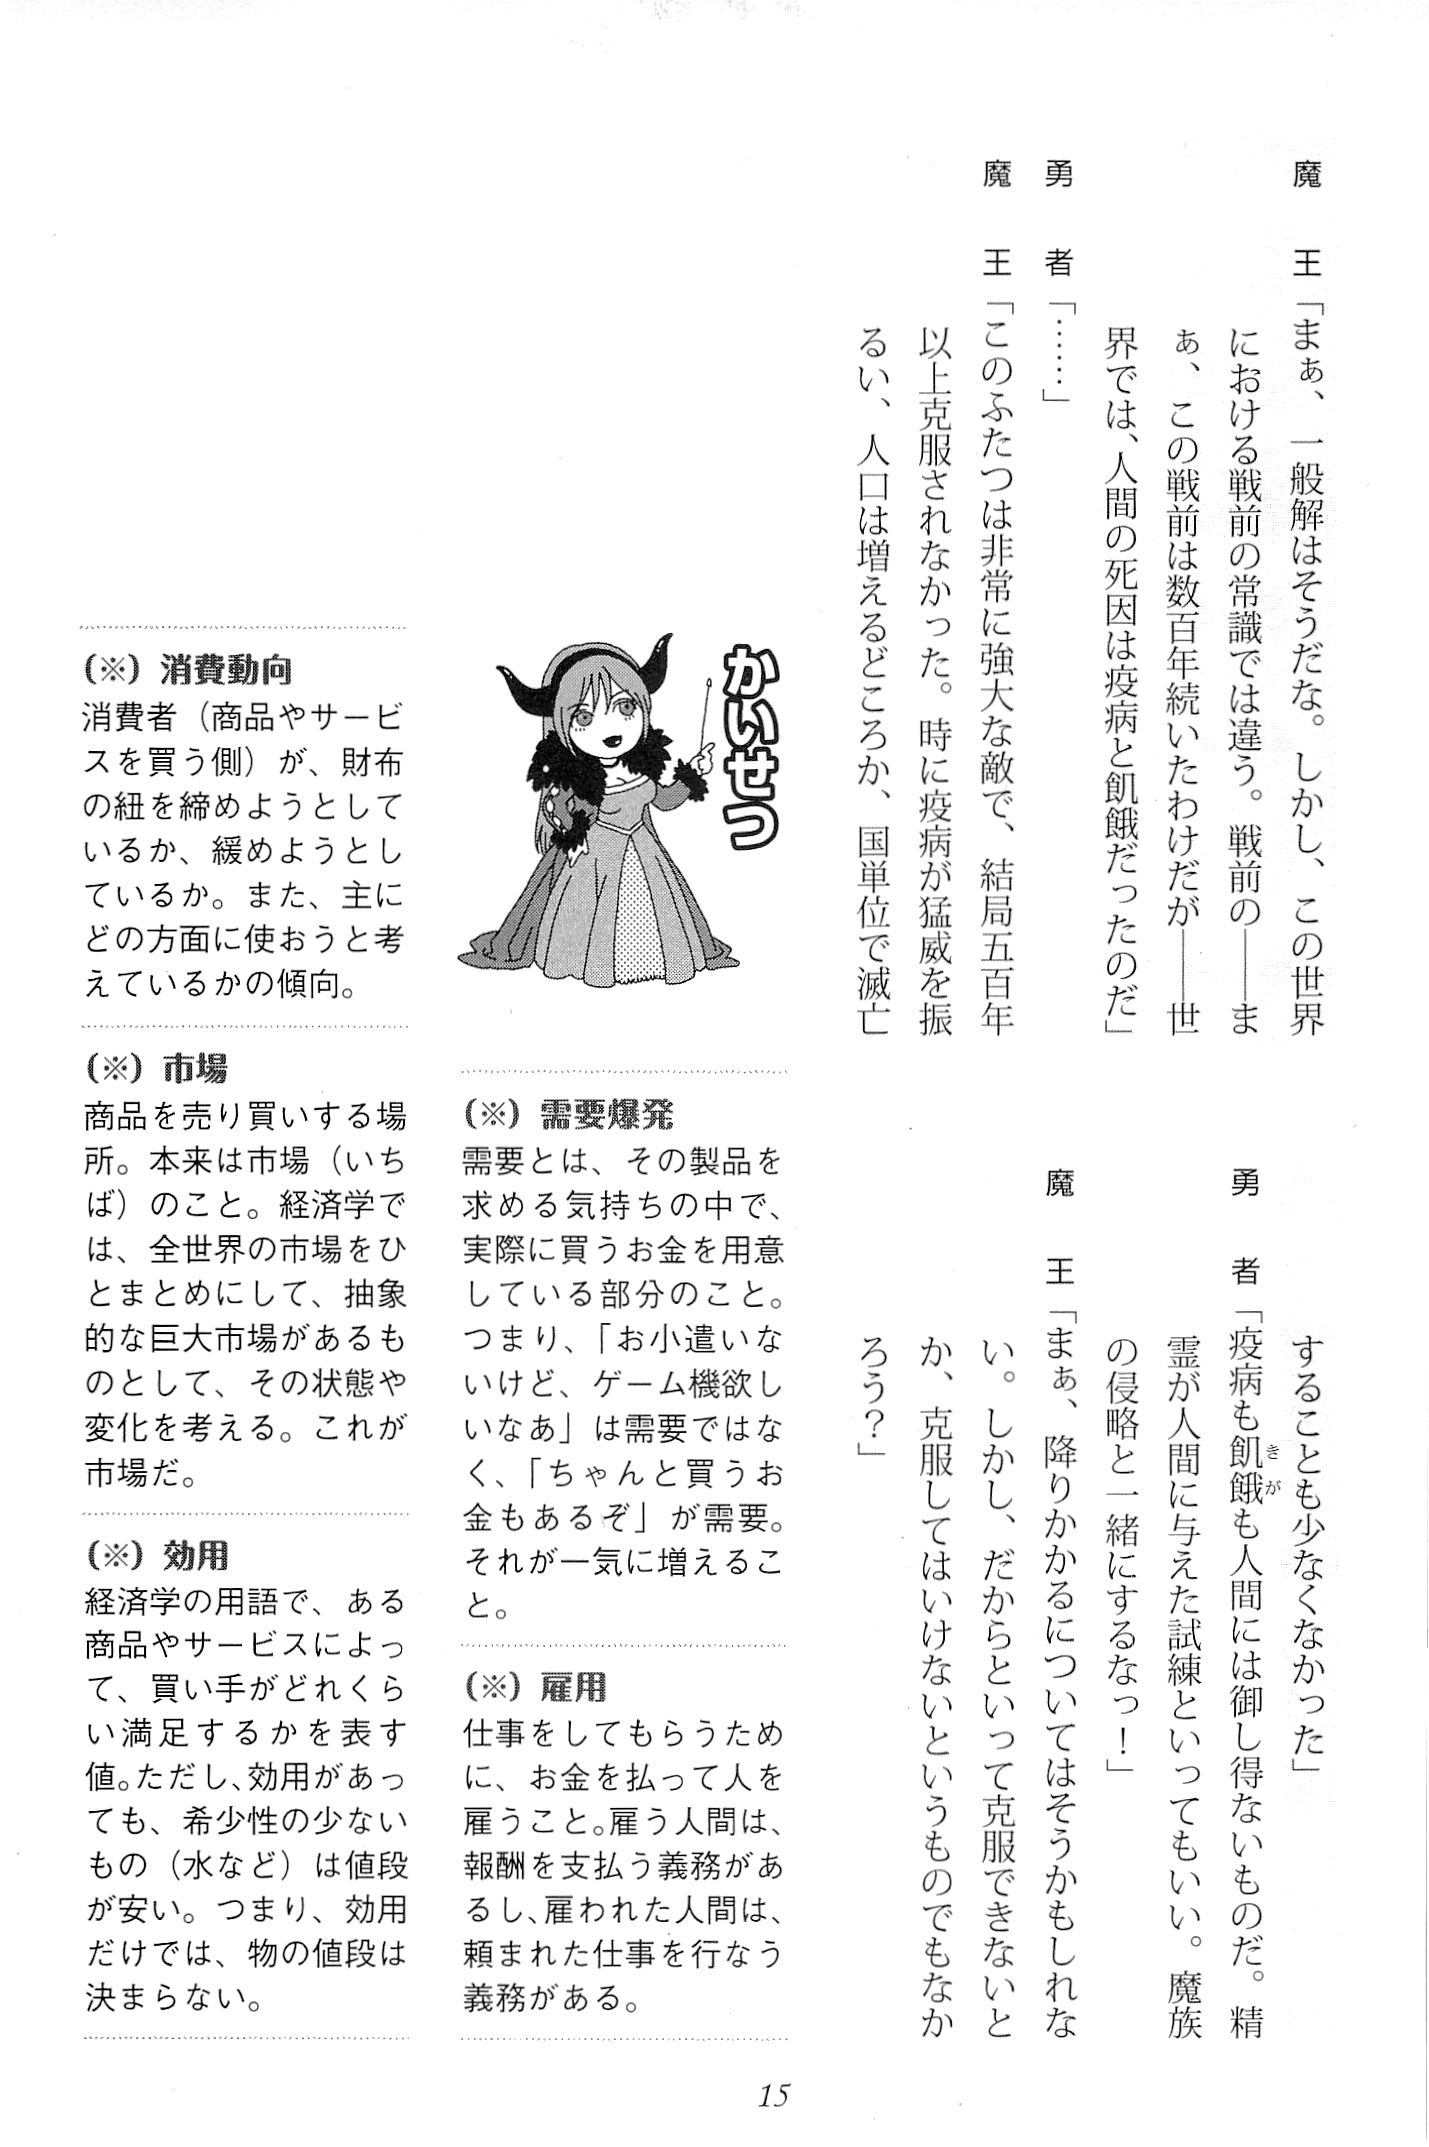 魔　王「まぁ、一般解はそうだな。しかし、この世界
における戦前の常識では違う。戦前の――ま
ぁ、この戦前は数百年続いたわけだが――世
界では、人間の死因は疫病と飢餓だったのだ」
勇　者「……」
魔　王「このふたつは非常に強大な敵で、結局五百年
以上克服されなかった。時に疫病が猛威を振
るい、人口は増えるどころか、国単位で滅亡
することも少なくなかった」
勇　者「疫病も飢餓も人間には御し得ないものだ。精
きが
霊が人間に与えた試練といってもいい。魔族
の侵略と一緒にするなっ！」
魔　王「まぁ、降りかかるについてはそうかもしれな
い。しかし、だからといって克服できないと
か、克服してはいけないというものでもなか
ろう？」
かいせつ
（※）需要爆発
需要とは、その製品を
求める気持ちの中で、
実際に買うお金を用意
している部分のこと。
つまり、「お小遣いな
いけど、ゲーム機欲し
いなあ」は需要ではな
く、「ちゃんと買うお
金もあるぞ」が需要。
それが一気に増えるこ
と。
（※）雇用
仕事をしてもらうため
に、お金を払って人を
雇うこと。雇う人間は、
報酬を支払う義務があ
るし、雇われた人間は、
頼まれた仕事を行なう
義務がある。
（※）消費動向
消費者（商品やサービ
スを買う側）が、財布
の紐を締めようとして
いるか、緩めようとし
ているか。また、主に
どの方面に使おうと考
えているかの傾向。
（※）市場
商品を売り買いする場
所。本来は市場（いち
ば）のこと。経済学で
は、全世界の市場をひ
とまとめにして、抽象
的な巨大市場があるも
のとして、その状態や
変化を考える。これが
市場だ。
（※）効用
経済学の用語で、ある
商品やサービスによっ
て、買い手がどれくら
い満足するかを表す
値。ただし、効用があっ
ても、希少性の少ない
もの（水など）は値段
が安い。つまり、効用
だけでは、物の値段は
決まらない。
15